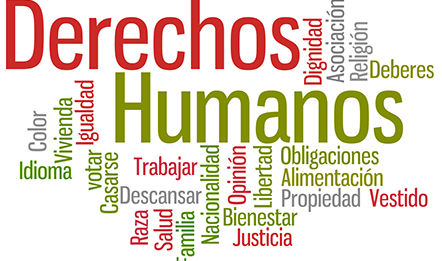 Derechos
Humanos
Dignidad
Asociación
Religión
Deberes
Color
Vivienda
Igualdad
Idioma
votar
Casarse
Trabajar
Descansar
Raza
Salud
Familia
Nacionalidad
Opinión
Libertad
Obligaciones
Alimentación
Propiedad
Vestido
Bienestar
Justicia